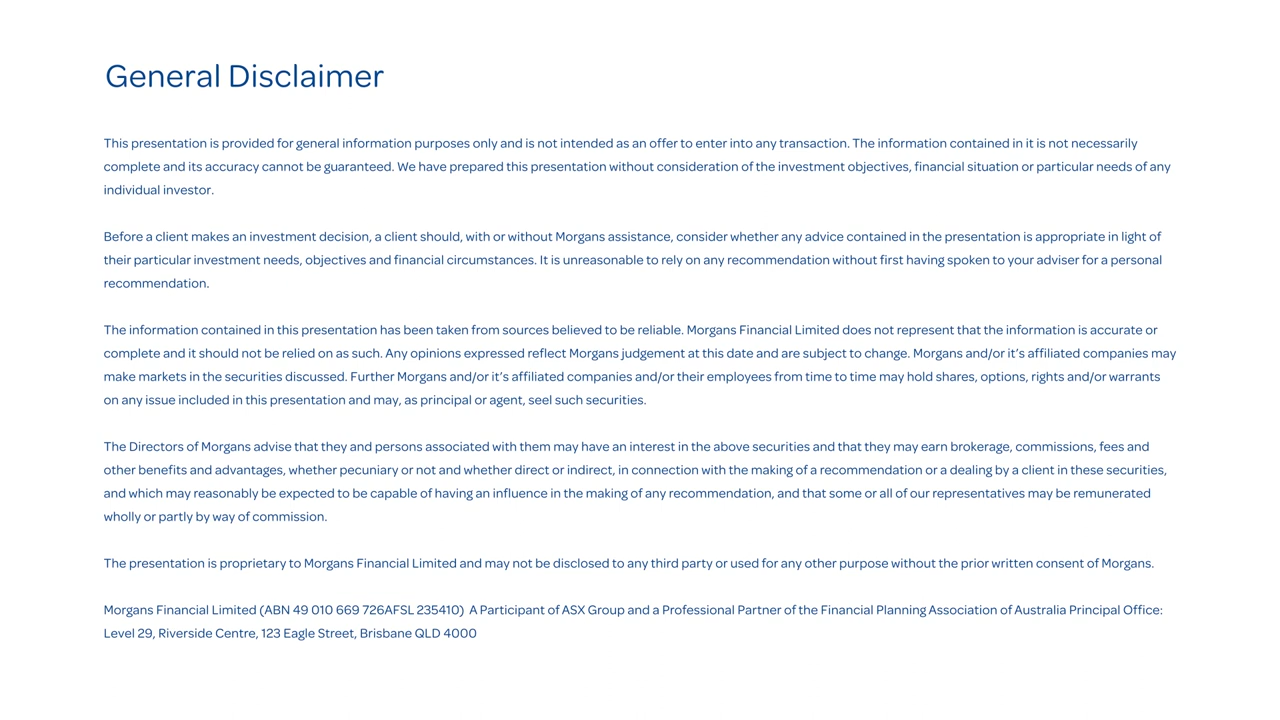 General Disclaimer
This presentation is provided for general information purposes only and is not intended as an offer to enter into any transaction. The information contained in it is not necessarily
complete and its accuracy cannot be guaranteed. We have prepared this presentation without consideration of the investment objectives, financial situation or particular needs of any
individual investor.
Before a client makes an investment decision, a client should, with or without Morgans assistance, consider whether any advice contained in the presentation is appropriate in light of
their particular investment needs, objectives and financial circumstances. It is unreasonable to rely on any recommendation without first having spoken to your adviser for a personal
recommendation.
The information contained in this presentation has been taken from sources believed to be reliable. Morgans Financial Limited does not represent that the information is accurate or
complete and it should not be relied on as such. Any opinions expressed reflect Morgans judgement at this date and are subject to change. Morgans and/or it's affiliated companies may
make markets in the securities discussed. Further Morgans and/or it's affiliated companies and/or their employees from time to time may hold shares, options, rights and/or warrants
on any issue included in this presentation and may, as principal or agent, seel such securities.
The Directors of Morgans advise that they and persons associated with them may have an interest in the above securities and that they may earn brokerage, commissions, fees and
other benefits and advantages, whether pecuniary or not and whether direct or indirect, in connection with the making of a recommendation or a dealing by a client in these securities,
and which may reasonably be expected to be capable of having an influence in the making of any recommendation, and that some or all of our representatives may be remunerated
wholly or partly by way of commission.
The presentation is proprietary to Morgans Financial Limited and may not be disclosed to any third party or used for any other purpose without the prior written consent of Morgans.
Morgans Financial Limited (ABN 49 010 669 726AFSL 235410) A Participant of ASX Group and a Professional Partner of the Financial Planning Association of Australia Principal Office:
Level 29, Riverside Centre, 123 Eagle Street, Brisbane QLD 4000